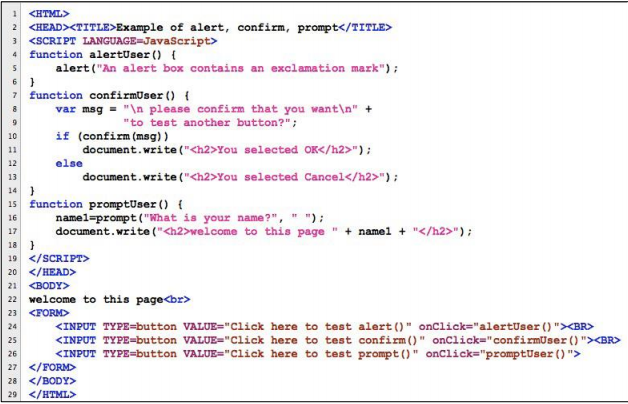 1 <HTML>
2 <HEAD><TITLE>Example of alert, confirm, prompt</TITLE>
3 <SCRIPT LANGUAGE=JavaScript>
4 function alertUser() {
5 alert("An alert box contains an exclamation mark");
6 }
7 function confirmUser() {
8 var msg = "\n please confirm that you want\n" +
9 "to test another button?";
10 if (confirm(msg))
11 document.write("<h2>You selected OK</h2>");
12 else
13 document.write("<h2>You selected Cancel</h2>");
14 }
15 function promptUser() {
16 name1=prompt("What is your name?", " ");
17 document.write("<h2>welcome to this page " + name1 + "</h2>");
18 }
19 </SCRIPT>
20 </HEAD>
21 <BODY>
22 welcome to this page<br>
23 <FORM>
24 <INPUT TYPE=button VALUE="Click here to test alert()" onClick="alertUser()"><BR>
25 <INPUT TYPE=button VALUE="Click here to test confirm()" onClick="confirmUser()"><BR>
26 <INPUT TYPE=button VALUE="Click here to test prompt()" onClick="promptUser()">
27 </FORM>
28 </BODY>
29 </HTML>